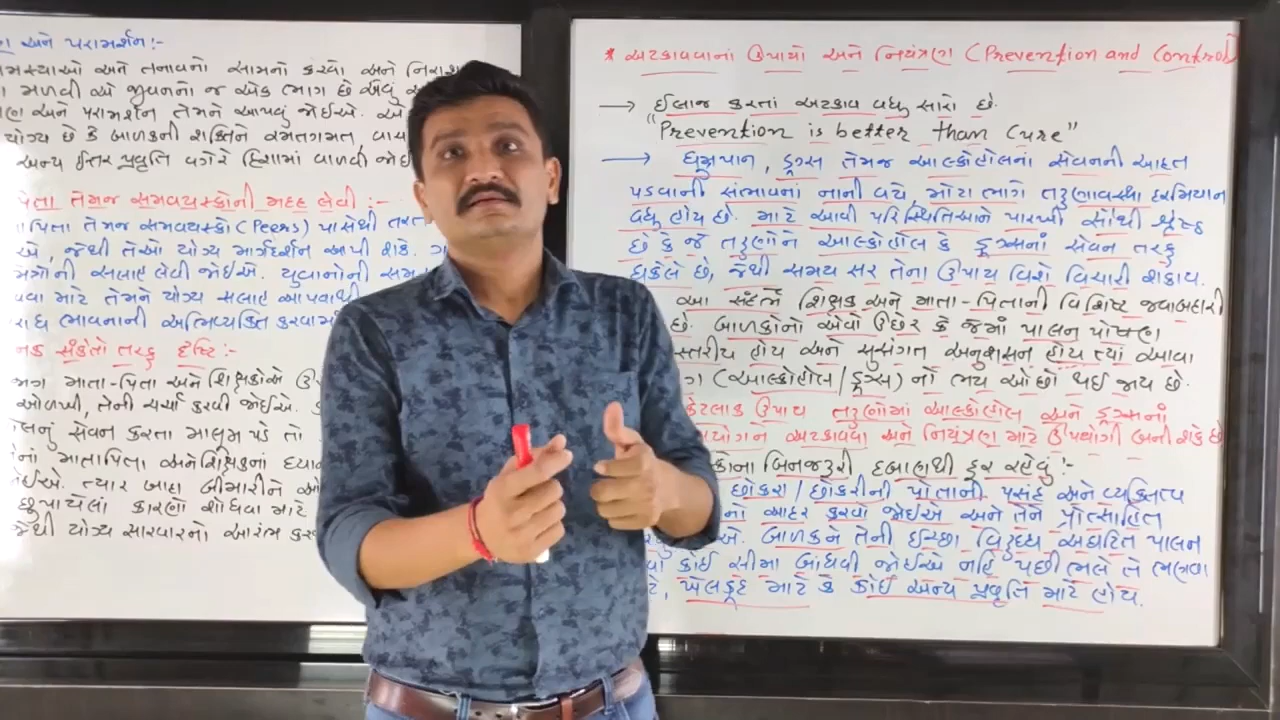 અને પરામર્શન:-
સમસ્યાઓ અને તનાવનો સામનો કરવો અને
મળવી એ જીવનનો જ એક ભાગ છે એવું
અને પરામર્શન તેમને આપવું જોઈએ. એ
યોગ્ય છે કે બાળકની શક્તિને રમતગમત,
અન્ય ઈત્તર પ્રવૃતિ વગેરે દિશામાં વાળવી
તેમજ સમવયસ્કોની મદદ લેવી :-
તેમજ સમવયસ્કો (Peers) પાસેથી તરત
જેથી તેઓ યોગ્ય માર્ગદર્શન આપી શકે.
સલાહ લેવી જોઈએ. યુવાનોની
માટે તેમને યોગ્ય સલાહ આપવાથી
ભાવનાની અભિવ્યક્તિ
સંકેતો તરફ દૃષ્ટિ:-
માતા-પિતા અને શિક્ષકોએ
ઓળખી, તેની ચર્ચા કરવી જોઈએ.
સેવન કરતા માલુમ પડે તો
માતાપિતા અને શિક્ષકનાં
ત્યાર બાદ બીમારીને
છૂપાયેલાં કારણો શોધવા માટે
જેથી યોગ્ય સારવારનો આરંભ
* અટકાવવાનાં ઉપાયો અને નિયંત્રણ (Prevention and Control)
→ ઈલાજ કરતાં અટકાવ વધુ સારો છે.
"Prevention is better than Cure"
→ ધૂમ્રપાન, ડ્રગ્સ તેમજ આલ્કોહોલનાં સેવનની આદત
પડવાની સંભાવનાં નાની વયે, મોટા ભાગે તરુણાવસ્થા દરમિયાન
વધુ હોય છે. માટે આવી પરિસ્થિતિઓને પારખી સૌથી શ્રેષ્ઠ
છે કે જે તરુણોને આલ્કોહોલ કે ડ્રગ્સનાં સેવન તરફ
ધકેલે છે, જેથી સમય સર તેના ઉપાય વિશે વિચારી શકાય.
આ સંદર્ભે શિક્ષક અને માતા-પિતાની વિશિષ્ટ જવાબદારી
છે. બાળકોનો એવો ઉછેર કે જેમાં પાલન પોષણ
સ્તરીય હોય અને સુસંગત અનુશાસન હોય ત્યાં આવા
(આલ્કોહોલ/ડ્રગ્સ) નો ભય ઓછો થઈ જાય છે.
કેટલાક ઉપાય તરુણોમાં આલ્કોહોલ અને ડ્રગ્સનાં
અટકાવવા અને નિયંત્રણ માટે ઉપયોગી બની શકે છે
બિનજરૂરી દબાણથી દૂર રહેવું:-
છોકરા/છોકરીની પોતાની પસંદ અને વ્યક્તિત્વ
આદર કરવો જોઈએ અને તેને પ્રોત્સાહિત
બાળકને તેની ઈચ્છા વિરુદ્ધ અઘટિત પાલન
કોઈ સીમા બાંધવી જોઈએ નહિ પછી ભલે તે ભણવા
ખેલકૂદ માટે કે કોઈ અન્ય પ્રવૃતિ માટે હોય.